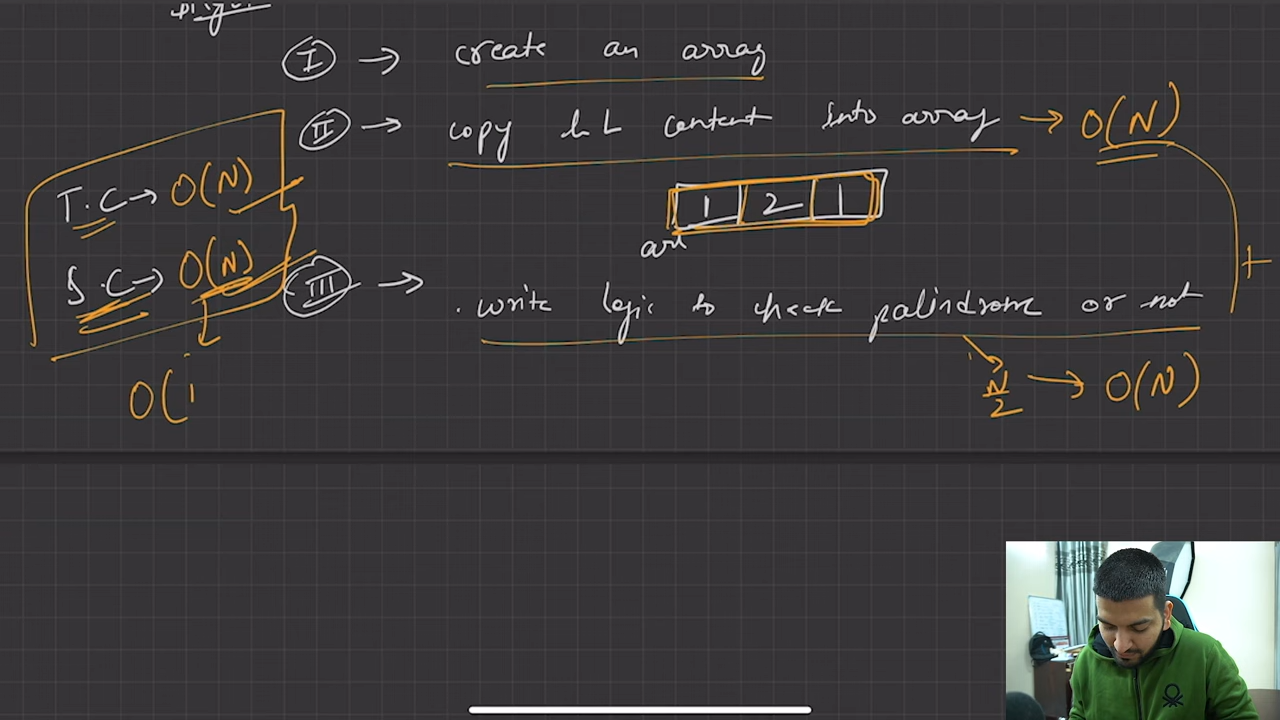 I → create an array
II → copy LL content into array → O(N)
T.C → O(N)
1 2 1
arr
S.C → O(N)
+
III → write logic to check palindrome or not
N/2 → O(N)
O(1